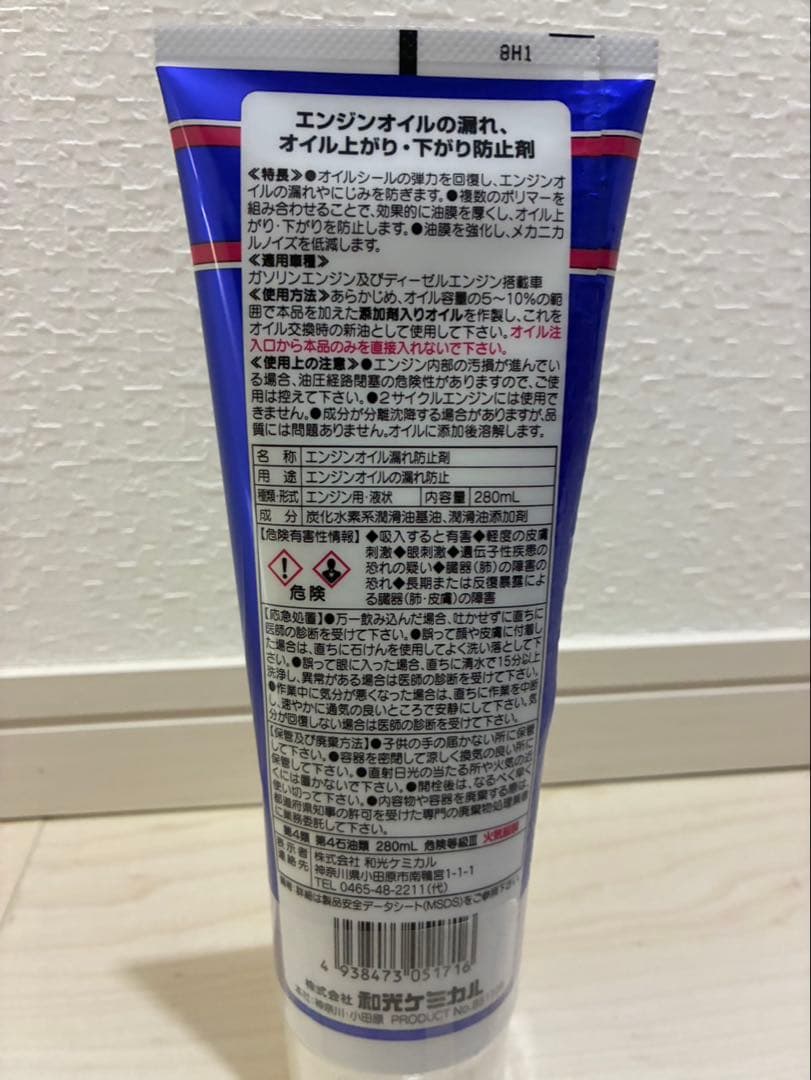 8H1
エンジンオイルの漏れ、
オイル上がり・下がり防止剤
≪特長≫●オイルシールの弾力を回復し、エンジンオ
イルの漏れやにじみを防ぎます。●複数のポリマーを
組み合わせることで、効果的に油膜を厚くし、オイル上
がり・下がりを防止します。●油膜を強化し、メカニカ
ルノイズを低減します。
≪適用車種≫
ガソリンエンジン及びディーゼルエンジン搭載車
≪使用方法≫あらかじめ、オイル容量の5〜10%の範
囲で本品を加えた添加剤入りオイルを作製し、これを
オイル交換時の新油として使用して下さい。オイル注
入口から本品のみを直接入れないで下さい。
≪使用上の注意≫●エンジン内部の汚損が進んでい
る場合、油圧経路閉塞の危険性がありますので、ご使
用は控えて下さい。●2サイクルエンジンには使用で
きません。●成分が分離沈降する場合がありますが、品
質には問題ありません。オイルに添加後溶解します。
名称 エンジンオイル漏れ防止剤
用途 エンジンオイルの漏れ防止
種類・形式 エンジン用・液状 内容量 280mL
成分 炭化水素系潤滑油基油、潤滑油添加剤
【危険有害性情報】◆吸入すると有害◆軽度の皮膚
刺激◆眼刺激◆遺伝子性疾患の
恐れの疑い◆臓器(肺)の障害の
恐れ◆長期または反復暴露によ
る臓器(肺・皮膚)の障害
危険
【応急処置】●万一飲み込んだ場合、吐かせずに直ちに
医師の診断を受けて下さい。●誤って顔や皮膚に付着し
た場合は、直ちに石けんを使用してよく洗い落として下さ
い。●誤って眼に入った場合、直ちに清水で15分以上
洗浄し、異常がある場合は医師の診断を受けて下さい。
●作業中に気分が悪くなった場合は、直ちに作業を中断
し、速やかに通気の良いところで安静にして下さい。気
分が回復しない場合は医師の診断を受けて下さい。
【保管及び廃棄方法】●子供の手の届かない所に保管
して下さい。●容器を密閉して涼しく換気の良い所に
保管して下さい。●直射日光の当たる所や火気の近
くには置かないで下さい。●開栓後は、なるべく早く
使い切って下さい。●内容物や容器を廃棄する際は、
都道府県知事の許可を受けた専門の廃棄物処理業者
に業務委託して下さい。
第4類 第4石油類 280mL 危険等級Ⅲ 火気厳禁
表示者 株式会社 和光ケミカル
連絡先 神奈川県小田原市南鴨宮1-1-1
TEL 0465-48-2211(代)
備考:詳細は製品安全データシート(MSDS)をご参照下さい。
4 938473 051716
株式会社 和光ケミカル
本社:神奈川・小田原 PRODUCT No.